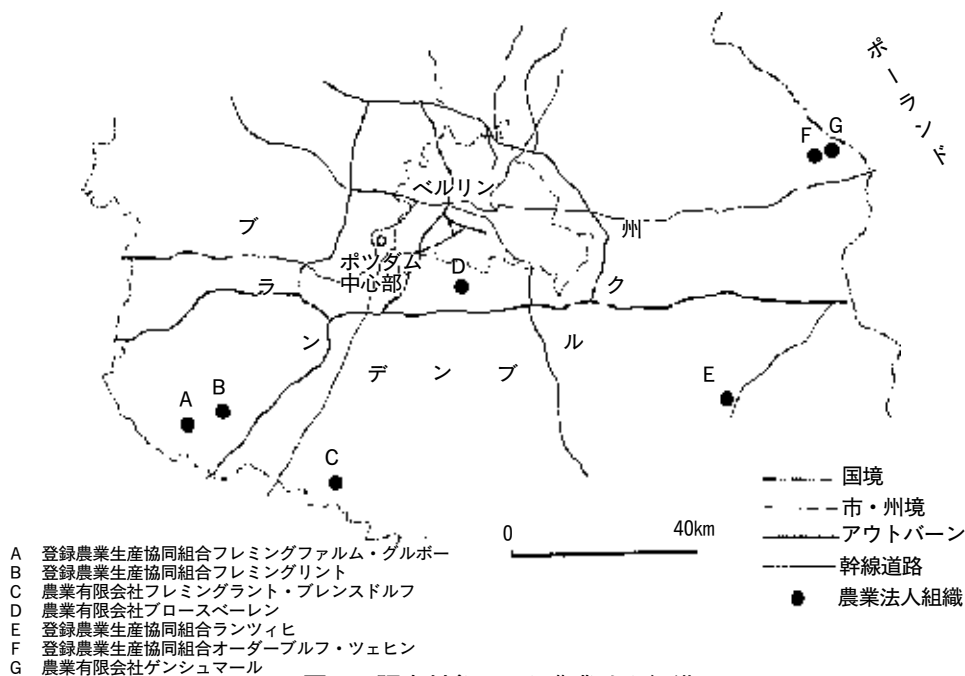 ポーランド
F
G
ベルリン
ブランデンブルク州
ポツダム
中心部
D
A
B
C
E
国境
市・州境
アウトバーン
幹線道路
農業法人組織
0 40km
A 登録農業生産協同組合フレミングファルム・グルボー
B 登録農業生産協同組合フレミングリント
C 農業有限会社フレミングラント・ブレンスドルフ
D 農業有限会社ブロースベーレン
E 登録農業生産協同組合ランツィヒ
F 登録農業生産協同組合オーダーブルフ・ツェヒン
G 農業有限会社ゲンシュマール